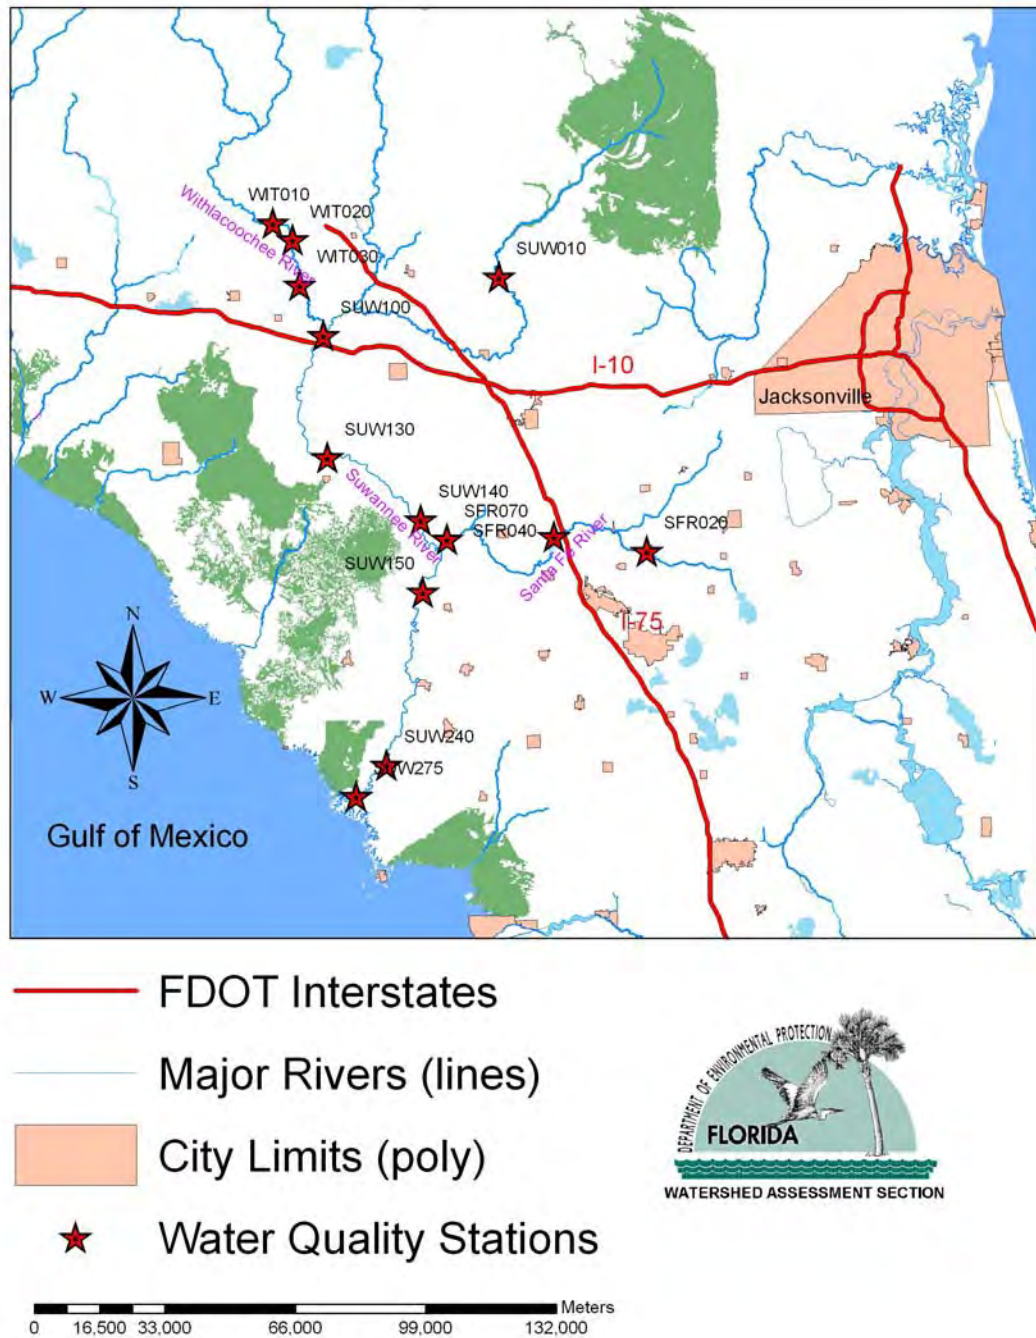 WIT010
WIT020
Withlacoochee River
WIT030
SUW010
SUW100
I-10
Jacksonville
SUW130
Suwannee River
SUW140
SFR070
SFR040
SFR020
Santa Fe River
SUW150
I-75
N
W
E
S
SUW240
SUW275
Gulf of Mexico
FDOT Interstates
Major Rivers (lines)
City Limits (poly)
Water Quality Stations
DEPARTMENT OF ENVIRONMENTAL PROTECTION
FLORIDA
WATERSHED ASSESSMENT SECTION
Meters
0 16,500 33,000 66,000 99,000 132,000